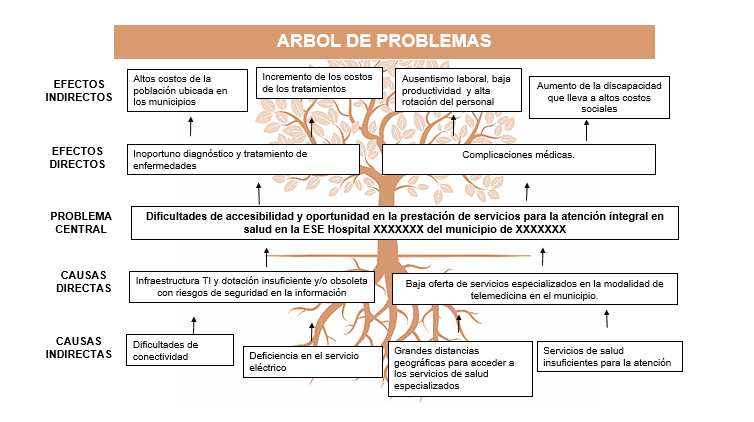 ARBOL DE PROBLEMAS
EFECTOS
INDIRECTOS
Altos costos de la
población ubicada en
los municipios
Incremento de los costos
de los tratamientos
Ausentismo laboral, baja
productividad y alta
rotación del personal
Aumento de la discapacidad
que lleva a altos costos
sociales
EFECTOS
DIRECTOS
Inoportuno diagnóstico y tratamiento de
enfermedades
Complicaciones médicas.
PROBLEMA
CENTRAL
Dificultades de accesibilidad y oportunidad en la prestación de servicios para la atención integral en
salud en la ESE Hospital XXXXXXX del municipio de XXXXXXX
CAUSAS
DIRECTAS
Infraestructura TI y dotación insuficiente y/o obsoleta
con riesgos de seguridad en la información
Baja oferta de servicios especializados en la modalidad de
telemedicina en el municipio.
CAUSAS
INDIRECTAS
Dificultades de
conectividad
Deficiencia en el servicio
eléctrico
Grandes distancias
geográficas para acceder a
los servicios de salud
especializados
Servicios de salud
insuficientes para la atención